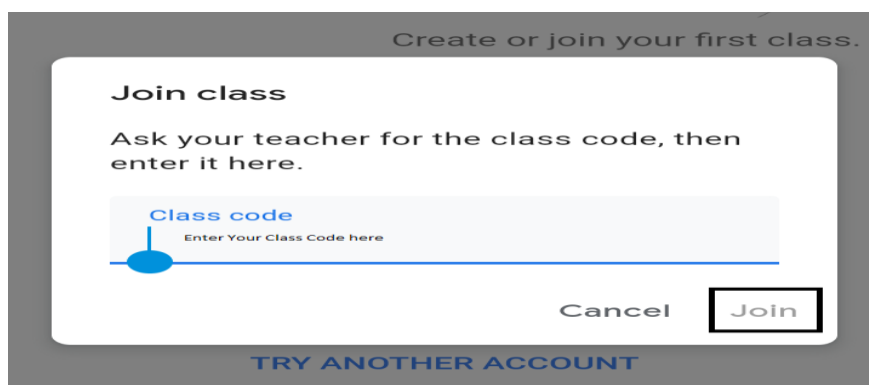 Create or join your first class.
Join class
Ask your teacher for the class code, then
enter it here.
Class code
Enter Your Class Code here
Cancel
Join
TRY ANOTHER ACCOUNT